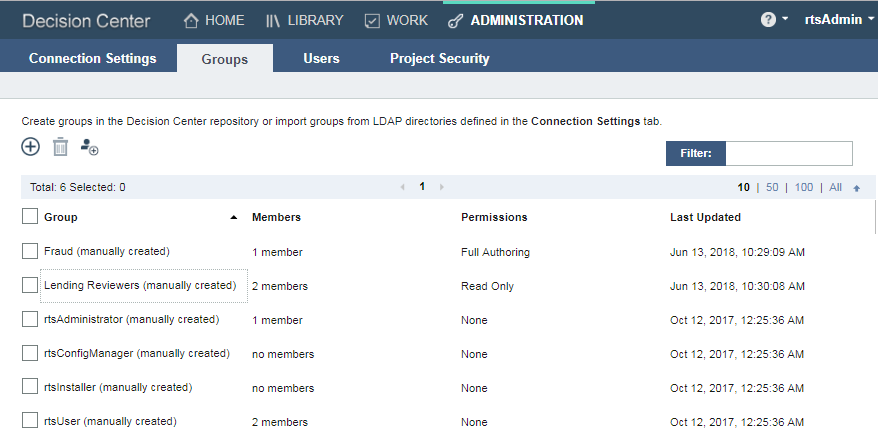 Decision Center HOME LIBRARY WORK ADMINISTRATION ? rtsAdmin
Connection Settings Groups Users Project Security
Create groups in the Decision Center repository or import groups from LDAP directories defined in the Connection Settings tab.
Filter:
Total: 6 Selected: 0 1 10 | 50 | 100 | All
Group Members Permissions Last Updated
Fraud (manually created) 1 member Full Authoring Jun 13, 2018, 10:29:09 AM
Lending Reviewers (manually created) 2 members Read Only Jun 13, 2018, 10:30:08 AM
rtsAdministrator (manually created) 1 member None Oct 12, 2017, 12:25:36 AM
rtsConfigManager (manually created) no members None Oct 12, 2017, 12:25:36 AM
rtsInstaller (manually created) no members None Oct 12, 2017, 12:25:36 AM
rtsUser (manually created) 2 members None Oct 12, 2017, 12:25:36 AM